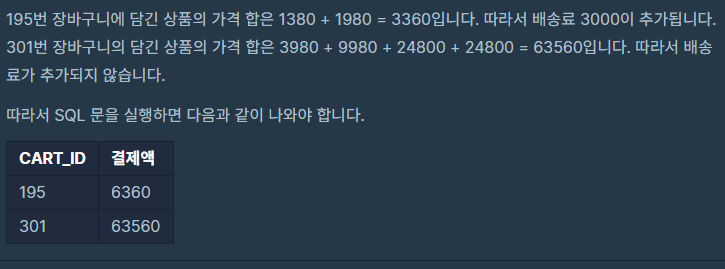 195번 장바구니에 담긴 상품의 가격 합은 1380 + 1980 = 3360입니다. 따라서 배송료 3000이 추가됩니다.
301번 장바구니의 담긴 상품의 가격 합은 3980 + 9980 + 24800 + 24800 = 63560입니다. 따라서 배송
료가 추가되지 않습니다.
따라서 SQL 문을 실행하면 다음과 같이 나와야 합니다.
CART_ID 결제액
195 6360
301 63560